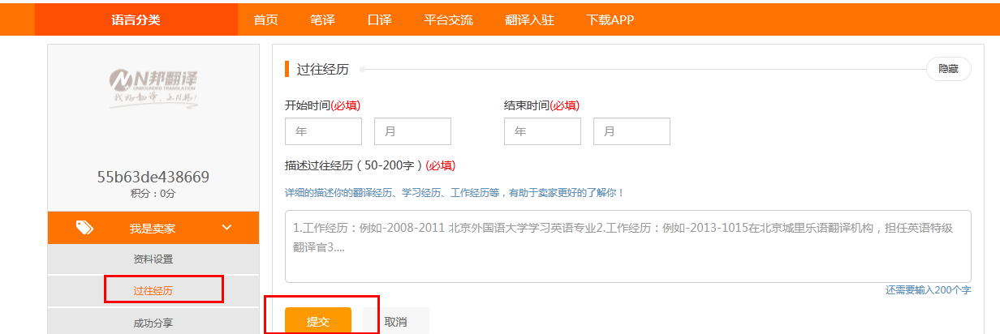 语言分类 首页 笔译 口译 平台交流 翻译入驻 下载APP
N邦翻译
UNBOUNDED TRANSLATION
我好翻译，上N邦!
55b63de438669
积分：0分
我是卖家
资料设置
过往经历
成功分享
过往经历 隐藏
开始时间(必填) 结束时间(必填)
年 月 年 月
描述过往经历（50-200字）(必填)
详细的描述你的翻译经历、学习经历、工作经历等，有助于卖家更好的了解你！
1.工作经历：例如-2008-2011 北京外国语大学学习英语专业2.工作经历：例如-2013-1015在北京城里乐语翻译机构，担任英语特级
翻译官3....
还需要输入200个字
提交 取消